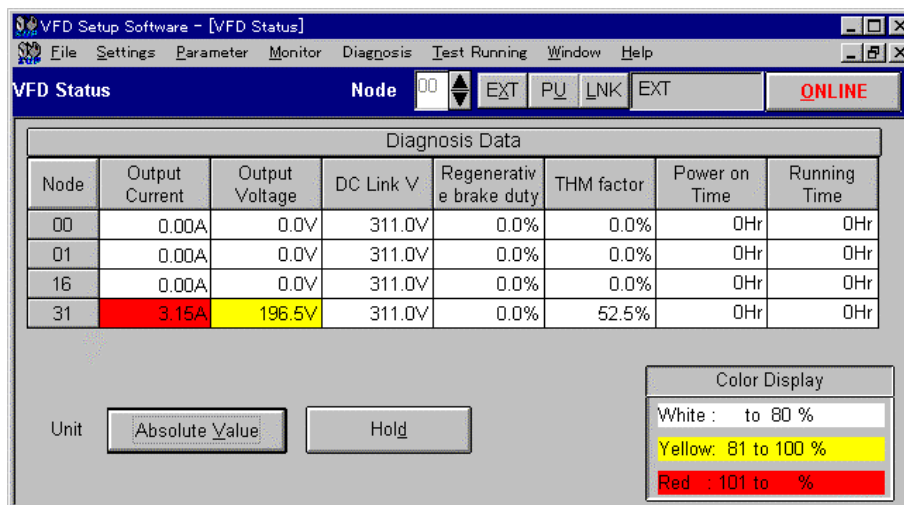 VFD Setup Software - [VFD Status]
File Settings Parameter Monitor Diagnosis Test Running Window Help
VFD Status Node 00 EXT PU LNK EXT ONLINE
Diagnosis Data
Node Output Current Output Voltage DC Link V Regenerativ e brake duty THM factor Power on Time Running Time
00 0.00A 0.0V 311.0V 0.0% 0.0% 0Hr 0Hr
01 0.00A 0.0V 311.0V 0.0% 0.0% 0Hr 0Hr
16 0.00A 0.0V 311.0V 0.0% 0.0% 0Hr 0Hr
31 3.15A 196.5V 311.0V 0.0% 52.5% 0Hr 0Hr
Color Display
White : to 80 %
Unit Absolute Value Hold
Yellow: 81 to 100 %
Red : 101 to %